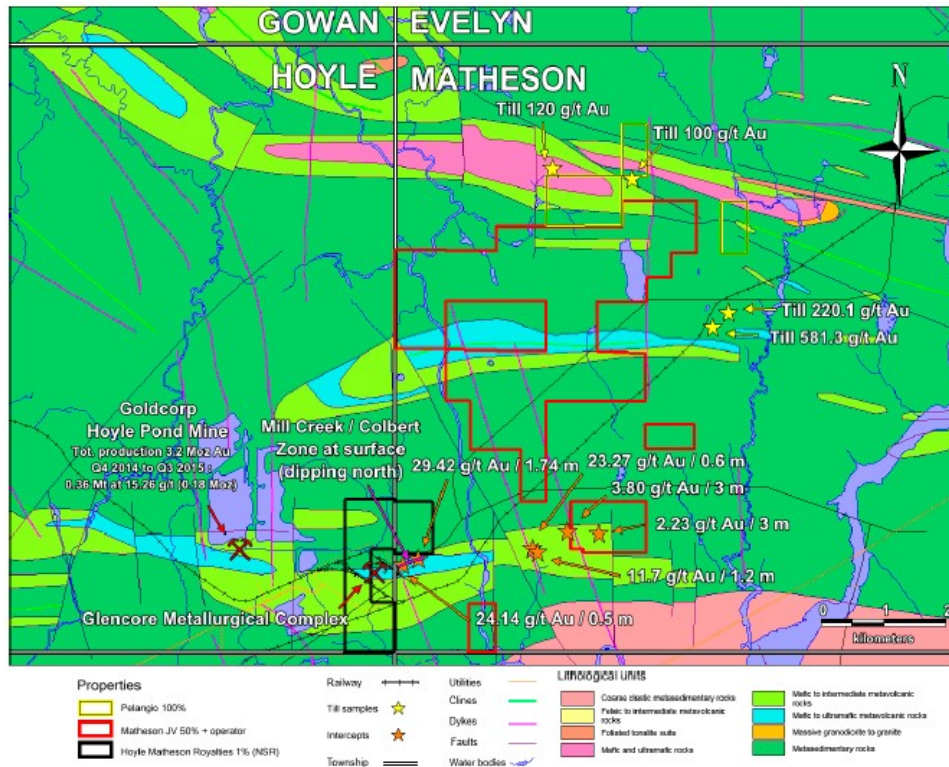 GOWAN EVELYN
HOYLE MATHESON
N
Till 120 g/t Au
Till 100 g/t Au
Till 220.1 g/t Au
Till 581.3 g/t Au
Goldcorp
Hoyle Pond Mine
Tot. production 3.2 Moz Au
Q4 2014 to Q3 2015 :
0.36 Mt at 15.26 g/t (0.18 Moz)
Mill Creek / Colbert
Zone at surface
(dipping north)
29.42 g/t Au / 1.74 m
23.27 g/t Au / 0.6 m
3.80 g/t Au / 3 m
2.23 g/t Au / 3 m
11.7 g/t Au / 1.2 m
24.14 g/t Au / 0.5 m
Glencore Metallurgical Complex
0 1 2
kilometers
Properties
Pelangio 100%
Matheson JV 50% + operator
Hoyle Matheson Royalties 1% (NSR)
Railway
Till samples
Intercepts
Township
Utilities
Clines
Dykes
Faults
Water bodies
Lithological units
Coarse clastic metasedimentary rocks
Felsic to intermediate metavolcanic
rocks
Foliated tonalite suite
Mafic and ultramafic rocks
Mafic to intermediate metavolcanic
rocks
Mafic to ultramafic metavolcanic rocks
Massive granodiorite to granite
Metasedimentary rocks